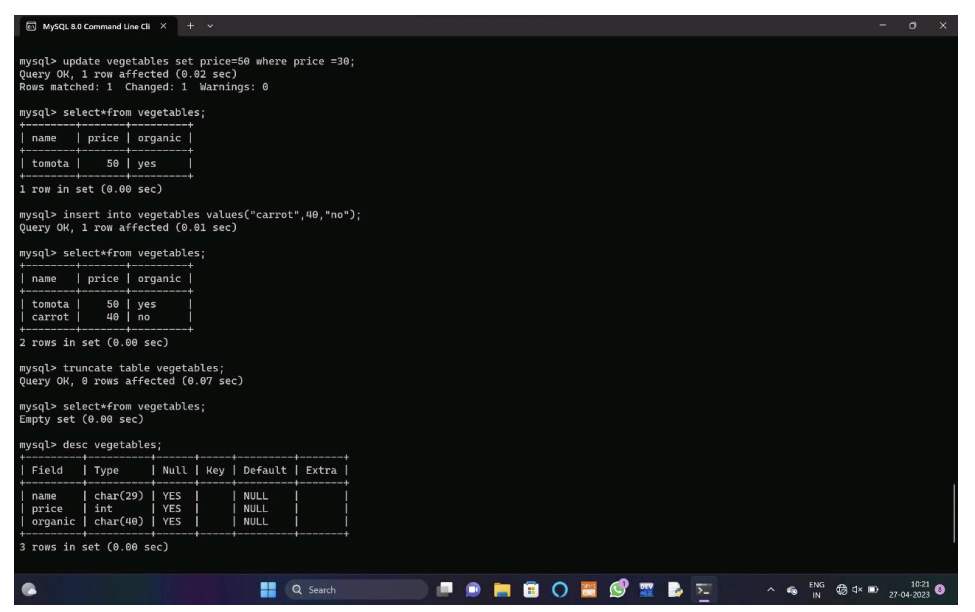 MySQL 8.0 Command Line Cli
mysql> update vegetables set price=50 where price =30;
Query OK, 1 row affected (0.02 sec)
Rows matched: 1  Changed: 1  Warnings: 0
mysql> select*from vegetables;
+--------+-------+---------+
| name   | price | organic |
+--------+-------+---------+
| tomota |    50 | yes     |
+--------+-------+---------+
1 row in set (0.00 sec)
mysql> insert into vegetables values("carrot",40,"no");
Query OK, 1 row affected (0.01 sec)
mysql> select*from vegetables;
+--------+-------+---------+
| name   | price | organic |
+--------+-------+---------+
| tomota |    50 | yes     |
| carrot |    40 | no      |
+--------+-------+---------+
2 rows in set (0.00 sec)
mysql> truncate table vegetables;
Query OK, 0 rows affected (0.07 sec)
mysql> select*from vegetables;
Empty set (0.00 sec)
mysql> desc vegetables;
+---------+----------+------+-----+---------+-------+
| Field   | Type     | Null | Key | Default | Extra |
+---------+----------+------+-----+---------+-------+
| name    | char(29) | YES  |     | NULL    |       |
| price   | int      | YES  |     | NULL    |       |
| organic | char(40) | YES  |     | NULL    |       |
+---------+----------+------+-----+---------+-------+
3 rows in set (0.00 sec)
Search
DEV
ENG
IN
10:21
27-04-2023